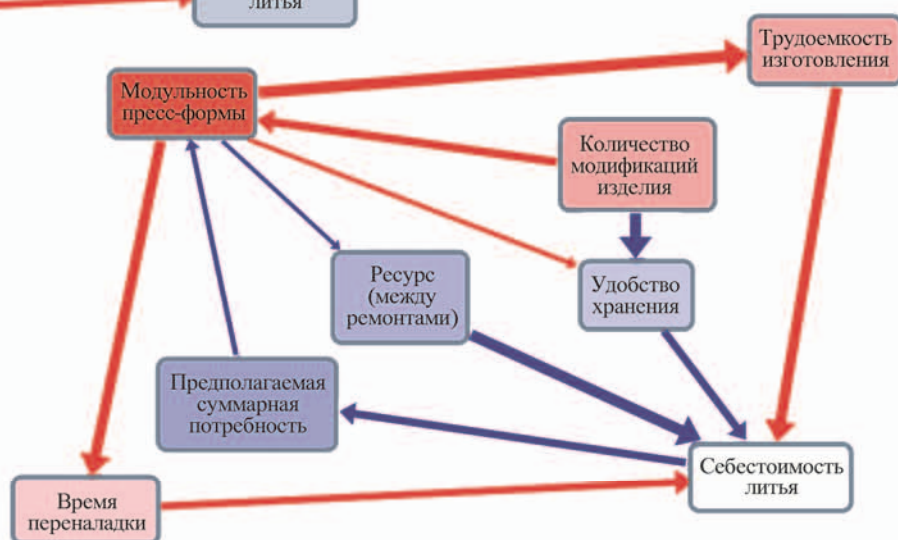 литья
Трудоемкость
изготовления
Модульность
пресс-формы
Количество
модификаций
изделия
Ресурс
(между
ремонтами)
Удобство
хранения
Предполагаемая
суммарная
потребность
Себестоимость
литья
Время
переналадки